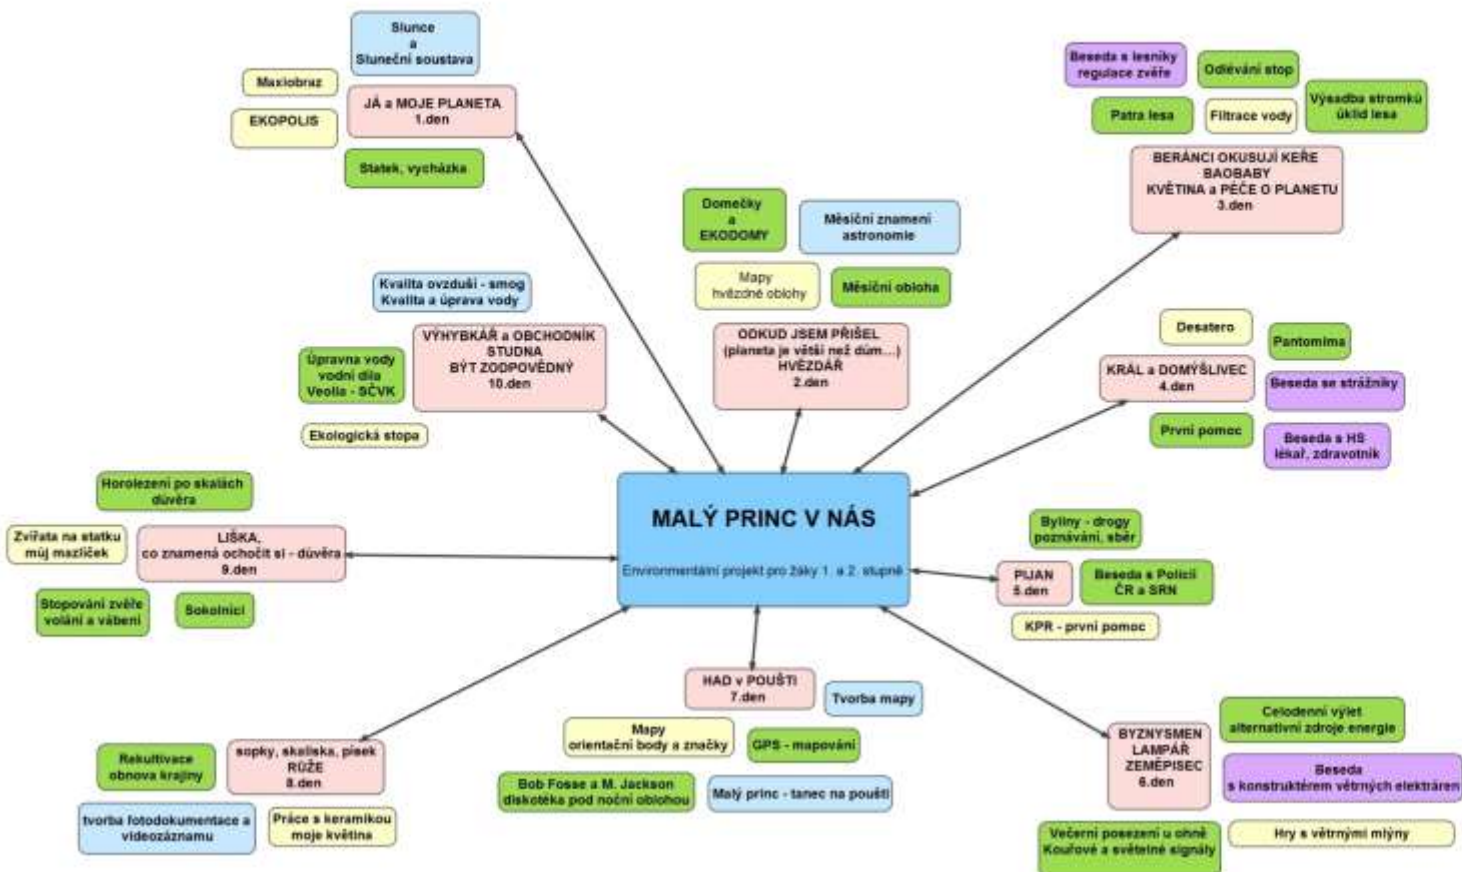 Slunce
a
Sluneční soustava
Maxiobraz
JÁ a MOJE PLANETA
1.den
EKOPOLIS
Statek, vycházka
Beseda s lesníky
regulace zvěře
Odlévání stop
Výsadba stromků
úklid lesa
Patra lesa
Filtrace vody
BERÁNCI OKUSUJÍ KEŘE
BAOBABY
KVĚTINA a PÉČE O PLANETU
3.den
Domečky
a
EKODOMY
Měsíční znamení
astronomie
Mapy
hvězdné oblohy
Měsíční obloha
ODKUD JSEM PŘIŠEL
(planeta je větší než dům...)
HVĚZDÁŘ
2.den
Kvalita ovzduší - smog
Kvalita a úprava vody
VÝHYBKÁŘ a OBCHODNÍK
STUDNA
BÝT ZODPOVĚDNÝ
10.den
Úpravna vody
vodní díla
Veolia - SČVK
Ekologická stopa
Desatero
Pantomima
KRÁL a DOMÝŠLIVEC
4.den
Beseda se strážníky
První pomoc
Beseda s HS
lékař, zdravotník
MALÝ PRINC V NÁS
Environmentální projekt pro žáky 1. a 2. stupně
Horolezení po skalách
důvěra
Zvířata na statku
můj mazlíček
LIŠKA,
co znamená ochočit si - důvěra
9.den
Stopování zvěře
volání a vábení
Sokolníci
Byliny - drogy
poznávání, sběr
PIJAN
5.den
Beseda s Policií
ČR a SRN
KPR - první pomoc
HAD v POUŠTI
7.den
Tvorba mapy
Mapy
orientační body a značky
GPS - mapování
Bob Fosse a M. Jackson
diskotéka pod noční oblohou
Malý princ - tanec na poušti
Rekultivace
obnova krajiny
sopky, skaliska, písek
RŮŽE
8.den
tvorba fotodokumentace a
videozáznamu
Práce s keramikou
moje květina
Celodenní výlet
alternativní zdroje energie
BYZNYSMEN
LAMPÁŘ
ZEMĚPISEC
6.den
Beseda
s konstruktérem větrných elektráren
Večerní posezení u ohně
Kouřové a světelné signály
Hry s větrnými mlýny